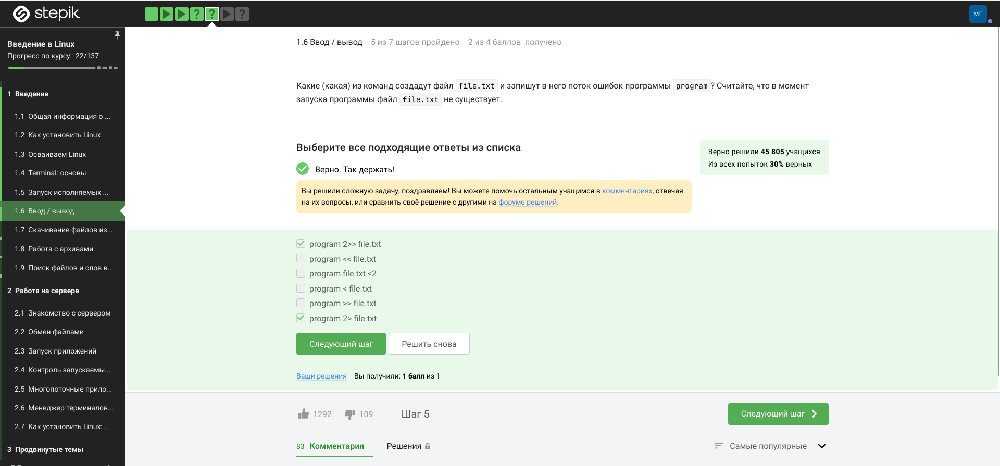 stepik
? ? ?
МГ
Введение в Linux
Прогресс по курсу: 22/137
1 Введение
1.1 Общая информация о ...
1.2 Как установить Linux
1.3 Осваиваем Linux
1.4 Terminal: основы
1.5 Запуск исполняемых ...
1.6 Ввод / вывод
1.7 Скачивание файлов из...
1.8 Работа с архивами
1.9 Поиск файлов и слов в...
2 Работа на сервере
2.1 Знакомство с сервером
2.2 Обмен файлами
2.3 Запуск приложений
2.4 Контроль запускаемы...
2.5 Многопоточные прило...
2.6 Менеджер терминалов...
2.7 Как установить Linux: ...
3 Продвинутые темы
1.6 Ввод / вывод 5 из 7 шагов пройдено 2 из 4 баллов получено
Какие (какая) из команд создадут файл file.txt и запишут в него поток ошибок программы program? Считайте, что в момент
запуска программы файл file.txt не существует.
Выберите все подходящие ответы из списка
Верно. Так держать!
Вы решили сложную задачу, поздравляем! Вы можете помочь остальным учащимся в комментариях, отвечая
на их вопросы, или сравнить своё решение с другими на форуме решений.
Верно решили 45 805 учащихся
Из всех попыток 30% верных
program 2>> file.txt
program << file.txt
program file.txt <2
program < file.txt
program >> file.txt
program 2> file.txt
Следующий шаг Решить снова
Ваши решения Вы получили: 1 балл из 1
1292 109 Шаг 5 Следующий шаг
83 Комментария Решения Самые популярные